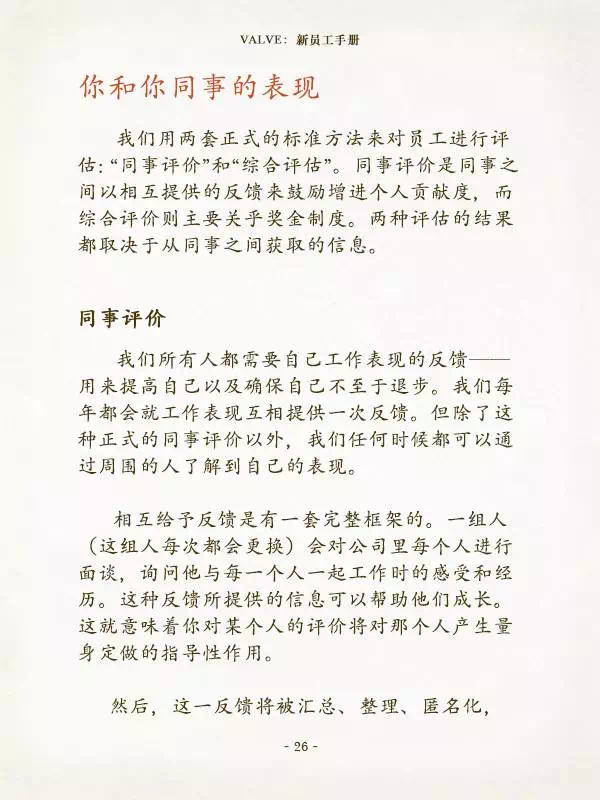 VALVE：新员工手册
你和你同事的表现
我们用两套正式的标准方法来对员工进行评
估：“同事评价”和“综合评估”。同事评价是同事之
间以相互提供的反馈来鼓励增进个人贡献度，而
综合评价则主要关乎奖金制度。两种评估的结果
都取决于从同事之间获取的信息。
同事评价
我们所有人都需要自己工作表现的反馈——
用来提高自己以及确保自己不至于退步。我们每
年都会就工作表现互相提供一次反馈。但除了这
种正式的同事评价以外，我们任何时候都可以通
过周围的人了解到自己的表现。
相互给予反馈是有一套完整框架的。一组人
（这组人每次都会更换）会对公司里每个人进行
面谈，询问他与每一个人一起工作时的感受和经
历。这种反馈所提供的信息可以帮助他们成长。
这就意味着你对某个人的评价将对那个人产生量
身定做的指导性作用。
然后，这一反馈将被汇总、整理、匿名化，
- 26 -